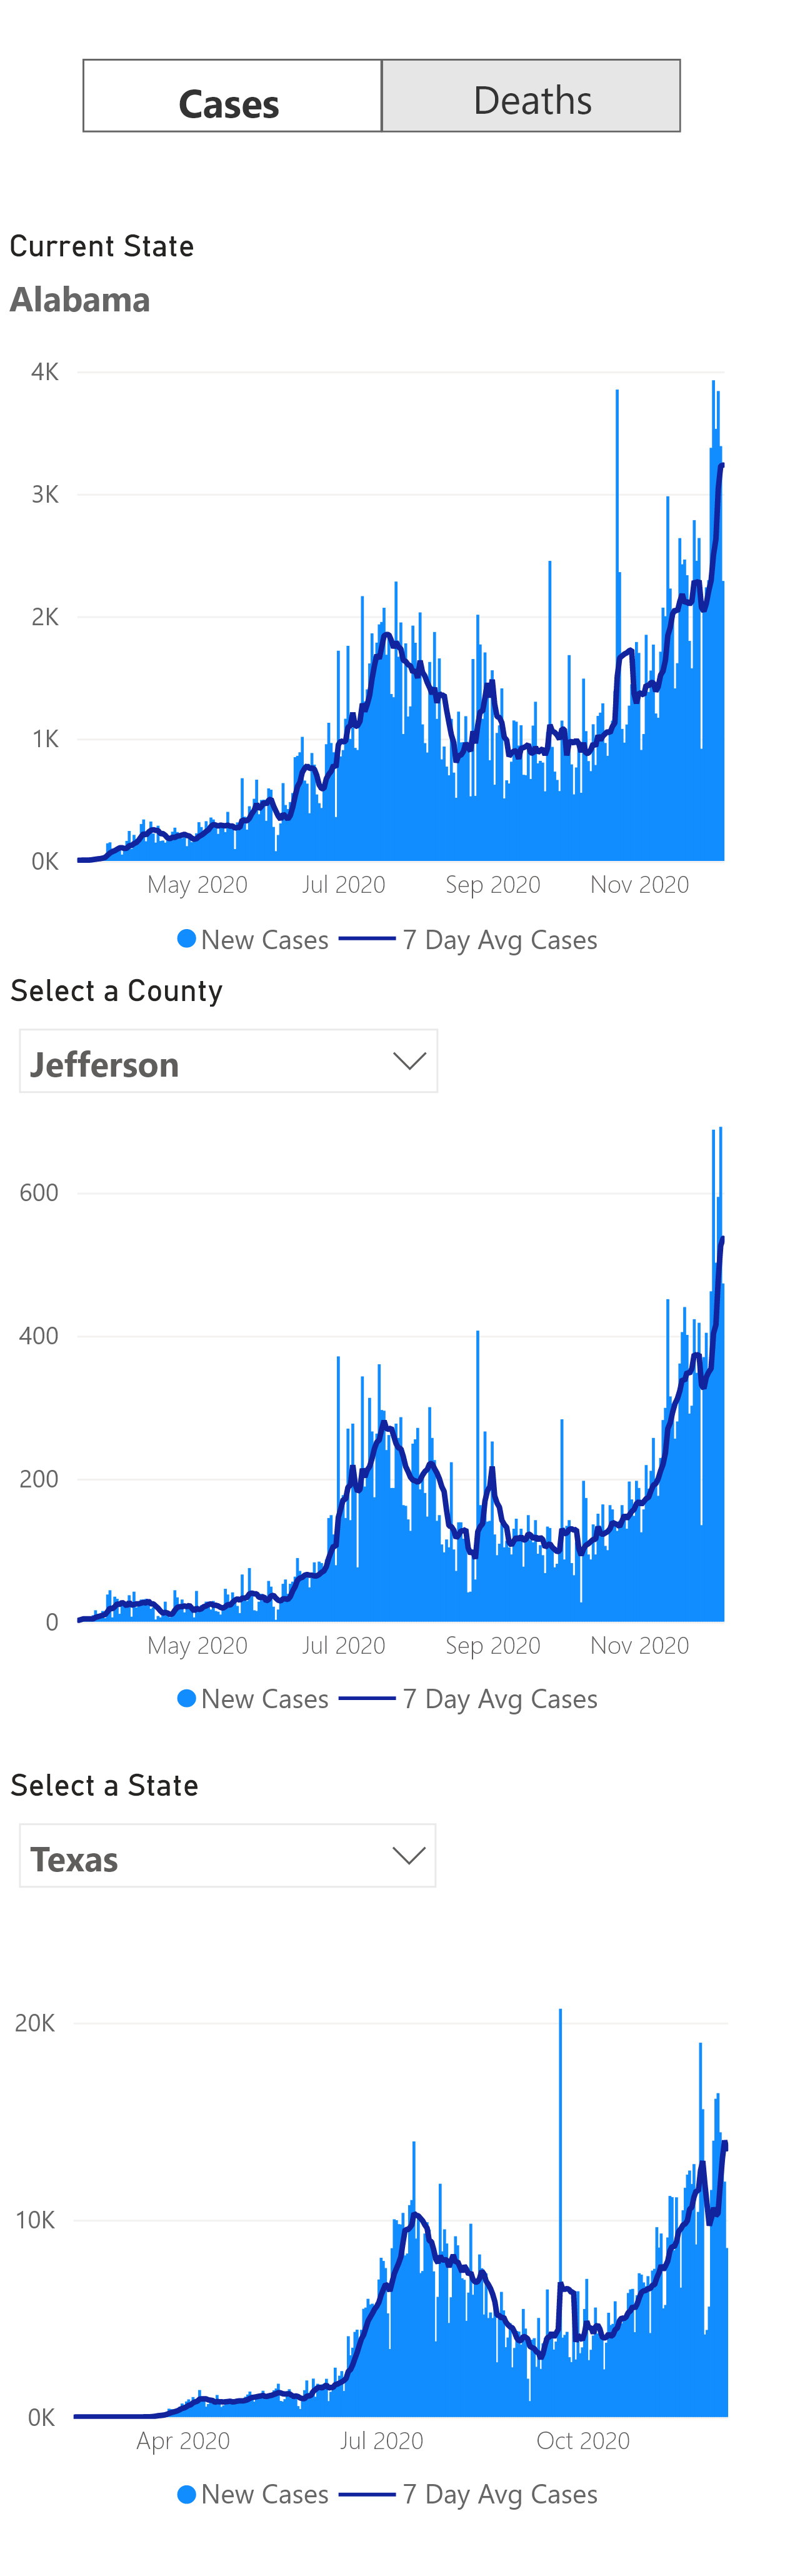 Cases Deaths
Current State
Alabama
4K
3K
2K
1K
0K
May 2020 Jul 2020 Sep 2020 Nov 2020
New Cases 7 Day Avg Cases
Select a County
Jefferson
600
400
200
0
May 2020 Jul 2020 Sep 2020 Nov 2020
New Cases 7 Day Avg Cases
Select a State
Texas
20K
10K
0K
Apr 2020 Jul 2020 Oct 2020
New Cases 7 Day Avg Cases